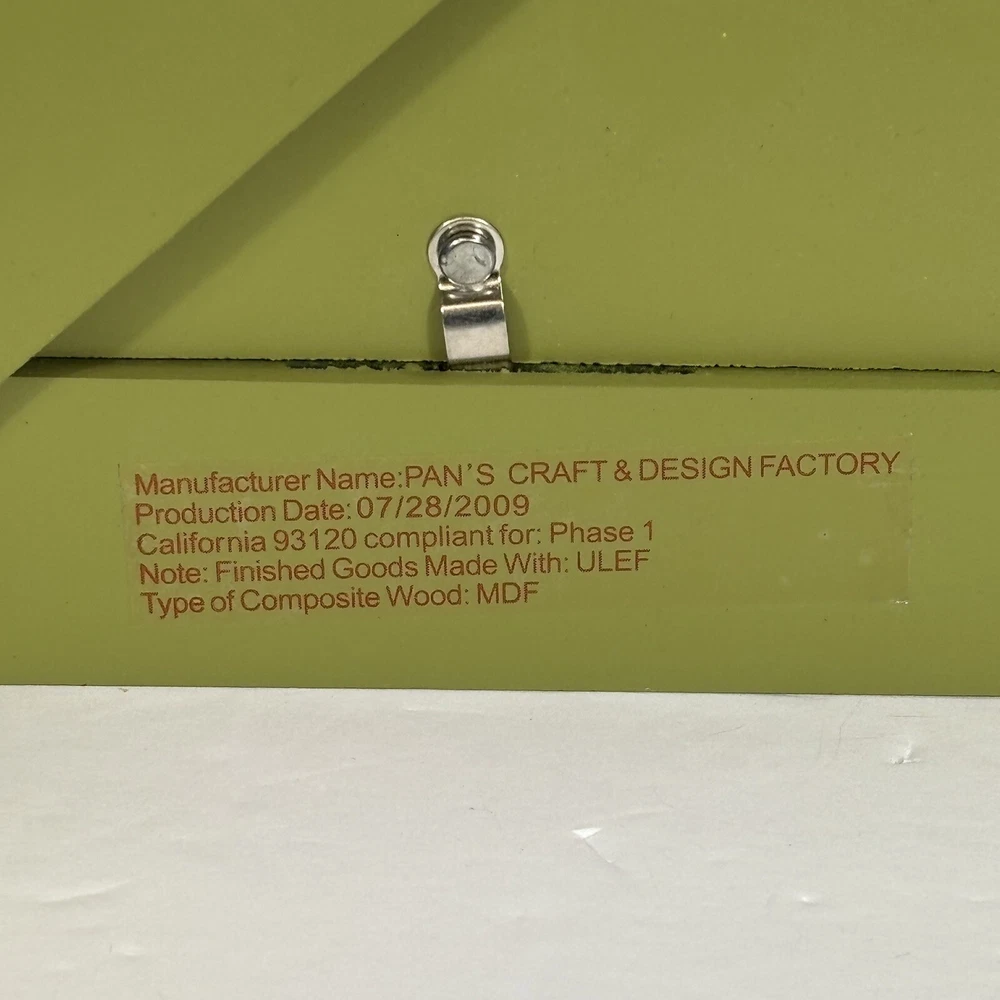 Manufacturer Name:PAN'S CRAFT & DESIGN FACTORY
Production Date: 07/28/2009
California 93120 compliant for: Phase 1
Note: Finished Goods Made With: ULEF
Type of Composite Wood: MDF